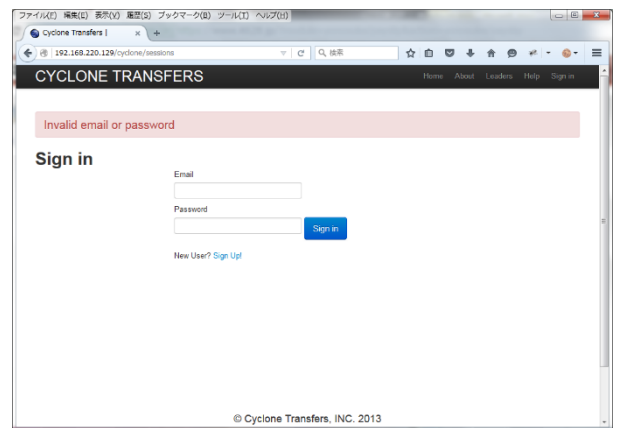 ファイル(F) 編集(E) 表示(V) 履歴(S) ブックマーク(B) ツール(T) ヘルプ(H)
Cyclone Transfers | × +
192.168.220.129/cyclone/sessions 検索
CYCLONE TRANSFERS Home About Leaders Help Sign in
Invalid email or password
Sign in
Email
Password
Sign in
New User? Sign Up!
© Cyclone Transfers, INC. 2013